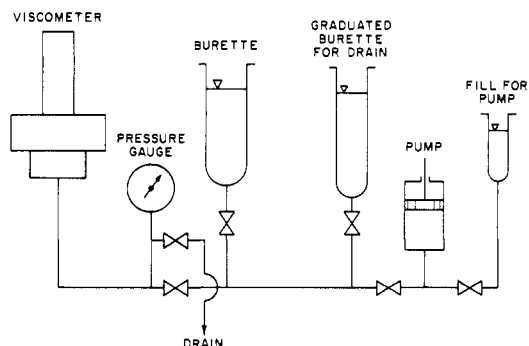 VISCOMETER
BURETTE
GRADUATED
BURETTE
FOR DRAIN
FILL FOR
PUMP
PRESSURE
GAUGE
PUMP
DRAIN